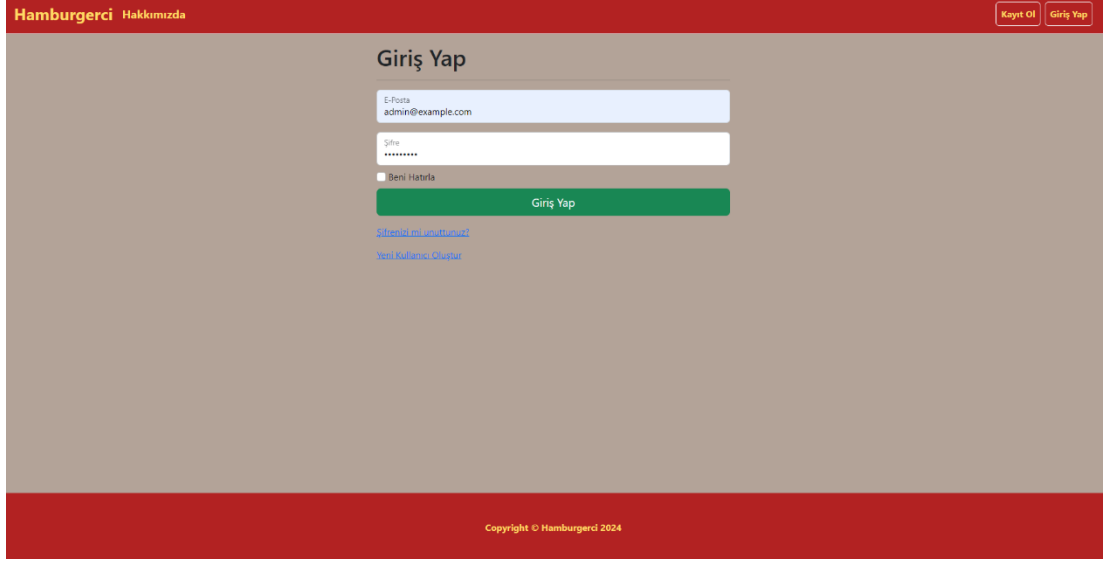 Hamburgerci Hakkımızda Kayıt Ol Giriş Yap
Giriş Yap
E-Posta
admin@example.com
Şifre
•••••••••
Beni Hatırla
Giriş Yap
Şifrenizi mi unuttunuz?
Yeni Kullanıcı Oluştur
Copyright © Hamburgerci 2024